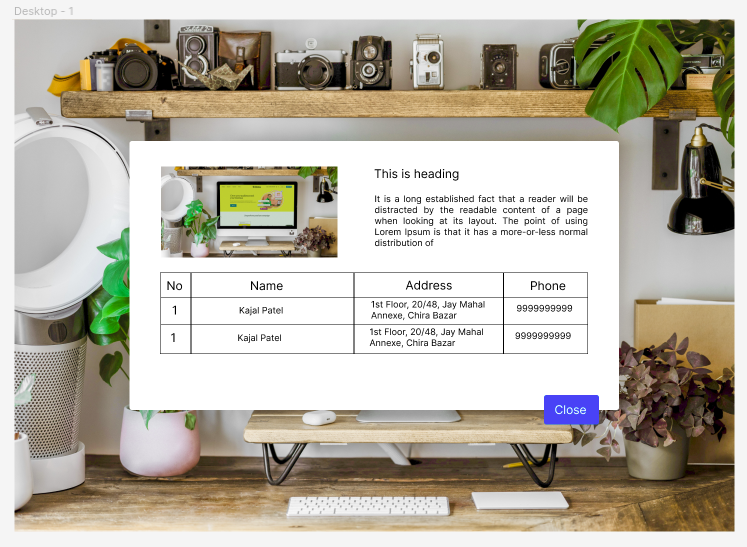 Desktop - 1
This is heading
It is a long established fact that a reader will be
distracted by the readable content of a page
when looking at its layout. The point of using
Lorem Ipsum is that it has a more-or-less normal
distribution of
No Name Address Phone
1 Kajal Patel 1st Floor, 20/48, Jay Mahal 9999999999
Annexe, Chira Bazar
1 Kajal Patel 1st Floor, 20/48, Jay Mahal 9999999999
Annexe, Chira Bazar
Close